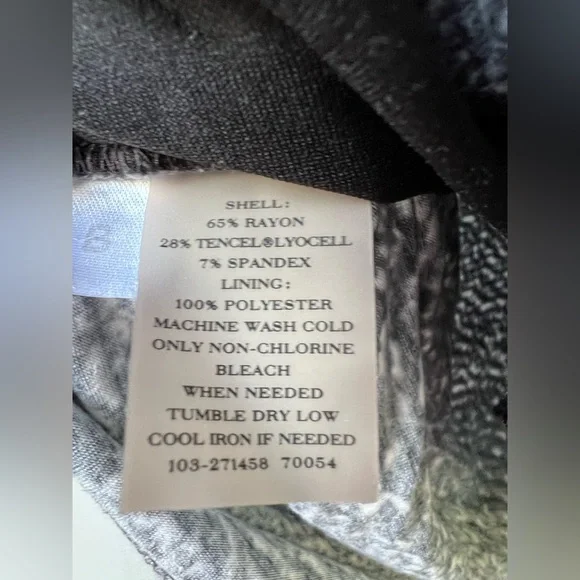 SHELL:
65% RAYON
28% TENCEL®LYOCELL
7% SPANDEX
LINING:
100% POLYESTER
MACHINE WASH COLD
ONLY NON-CHLORINE
BLEACH
WHEN NEEDED
TUMBLE DRY LOW
COOL IRON IF NEEDED
103-271458 70054